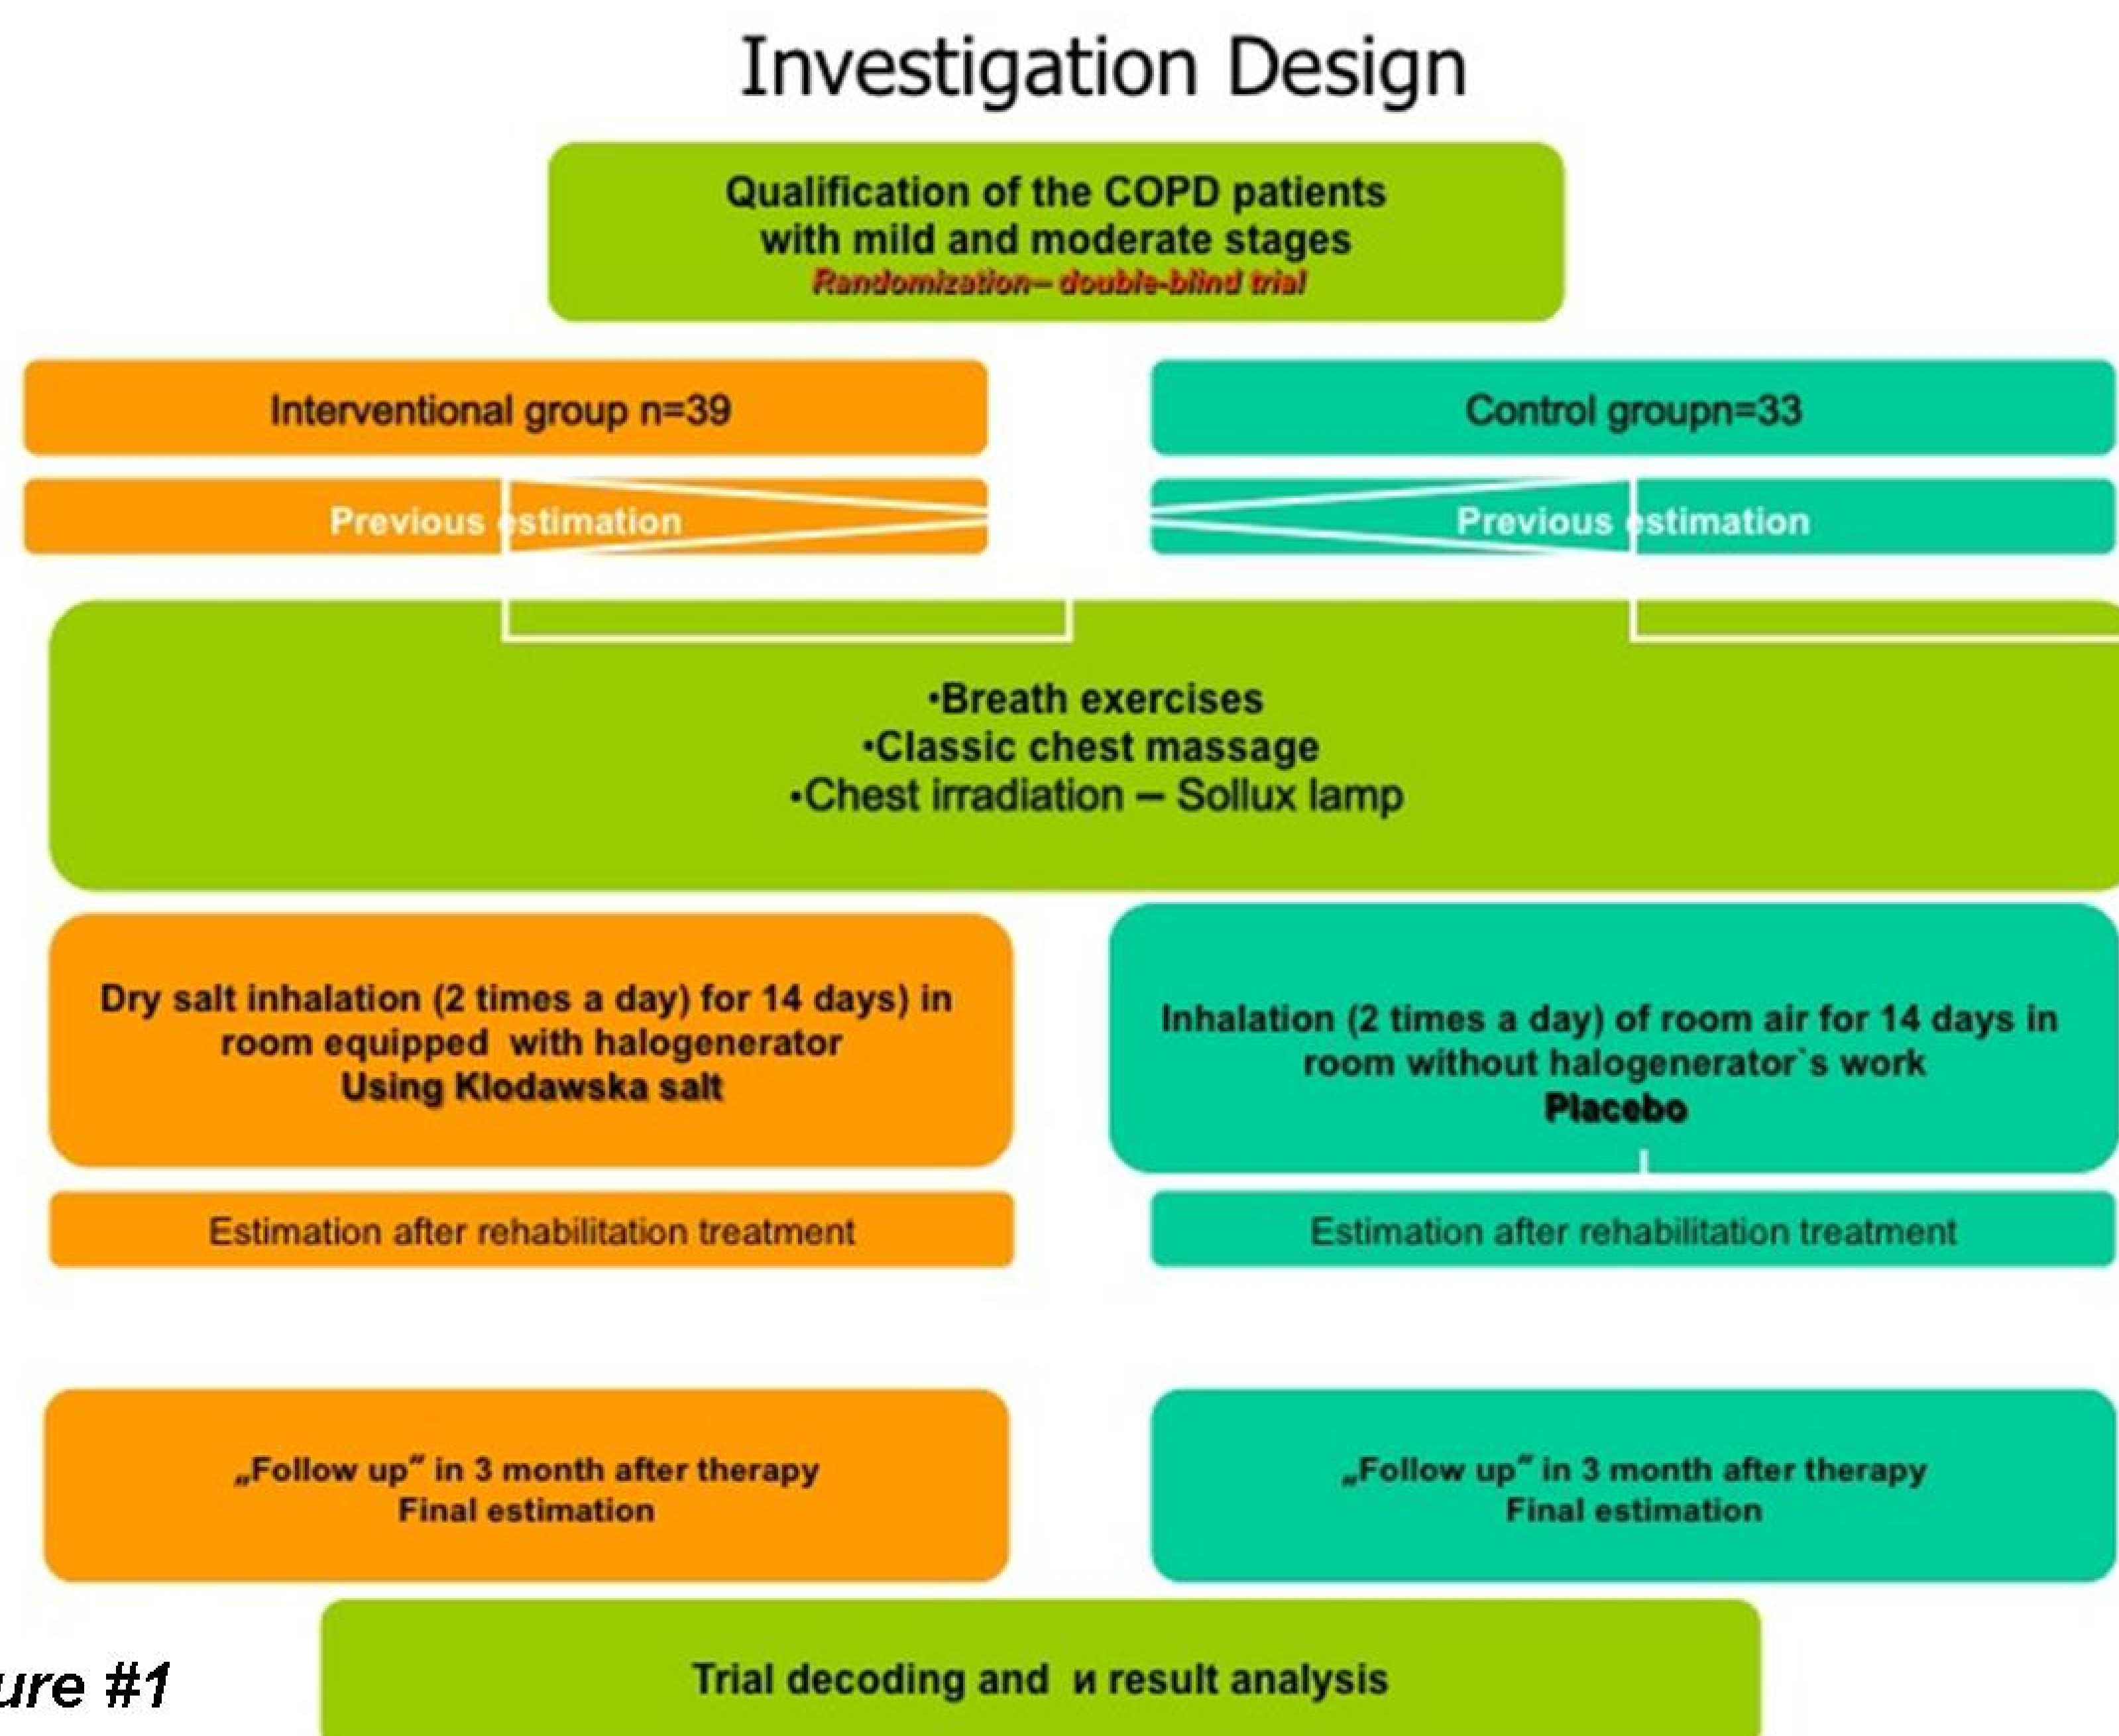 Investigation Design
Qualification of the COPD patients
with mild and moderate stages
Randomization– double-blind trial
Interventional group n=39
Control groupn=33
Previous estimation
Previous estimation
•Breath exercises
•Classic chest massage
•Chest irradiation – Sollux lamp
Dry salt inhalation (2 times a day) for 14 days) in
room equipped with halogenerator
Using Klodawska salt
Inhalation (2 times a day) of room air for 14 days in
room without halogenerator`s work
Placebo
Estimation after rehabilitation treatment
Estimation after rehabilitation treatment
„Follow up” in 3 month after therapy
Final estimation
„Follow up” in 3 month after therapy
Final estimation
ure #1
Trial decoding and и result analysis